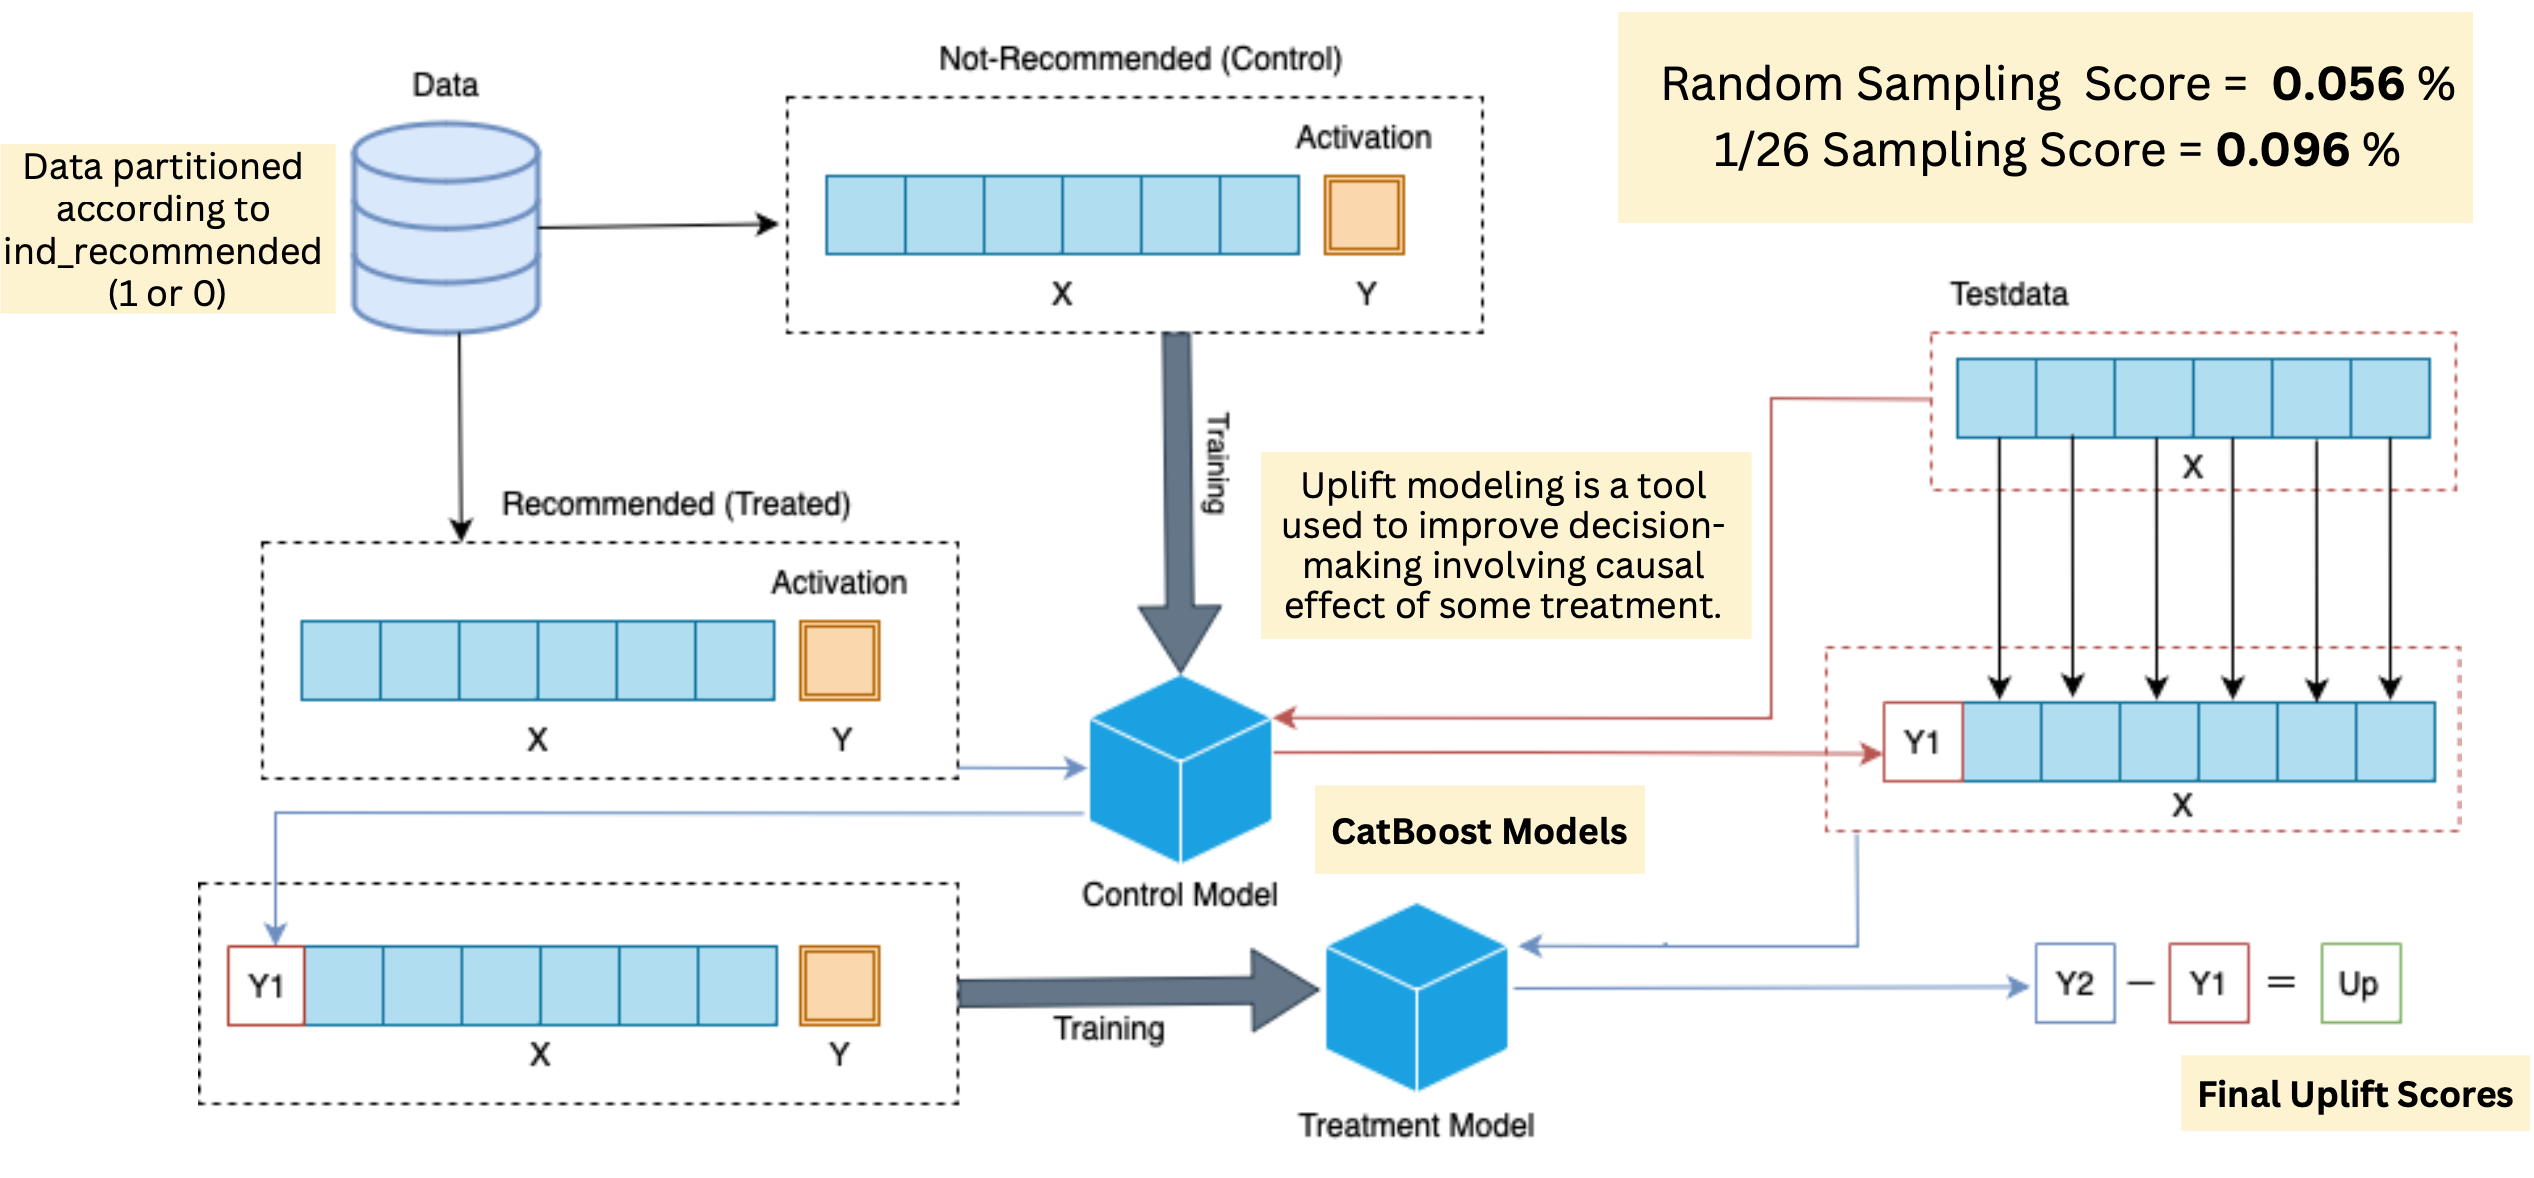 Random Sampling Score = 0.056 %
1/26 Sampling Score = 0.096 %
Not-Recommended (Control)
Data
Activation
Data partitioned
according to
ind_recommended
(1 or 0)
X
Y
Testdata
X
Training
Uplift modeling is a tool
used to improve decision-
making involving causal
effect of some treatment.
Recommended (Treated)
Activation
X
Y
Y1
X
CatBoost Models
Control Model
Y1
X
Y
Training
Treatment Model
Y2 – Y1 = Up
Final Uplift Scores